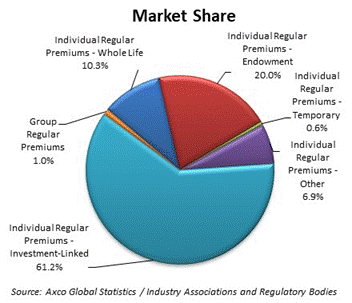 Market Share
Individual Regular
Premiums - Whole Life
10.3%
Individual Regular
Premiums -
Endowment
20.0%
Individual
Regular
Premiums -
Temporary
0.6%
Individual
Regular
Premiums -
Other
6.9%
Group
Regular
Premiums
1.0%
Individual Regular
Premiums -
Investment-Linked
61.2%
Source: Axco Global Statistics / Industry Associations and Regulatory Bodies